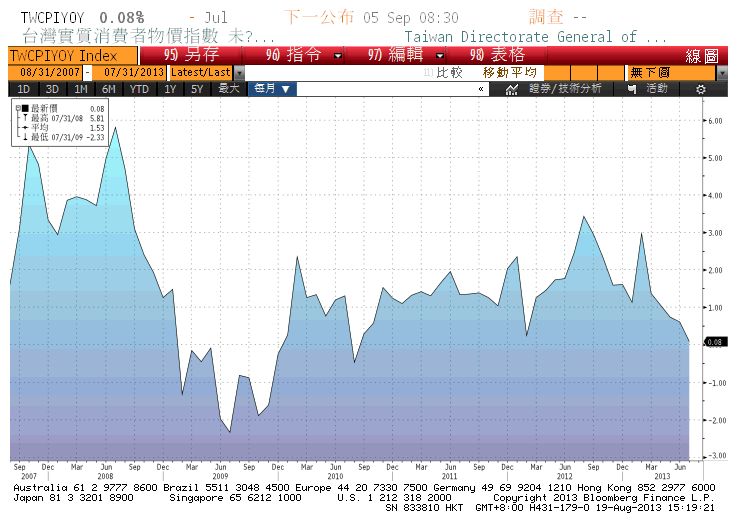 TWCPIYOY 0.08% - Jul 下一公布 05 Sep 08:30 調查 --
台灣實質消費者物價指數 未?... Taiwan Directorate General of ...
TWCPIYOY Index 95) 另存 96) 指令 97) 編輯 98) 表格 線圖
08/31/2007 - 07/31/2013 Latest/Latest 比較 移動平均 無下圖
1D 3D 1M 6M YTD 1Y 5Y 最大 每月 ▼ « 證券/技術分析 活動
最新價 0.08
最高 07/31/08 5.81
平均 1.53
最低 07/31/09 -2.33
6.00
5.00
4.00
3.00
2.00
1.00
0.08
-1.00
-2.00
-3.00
Sep Dec Mar Jun Sep Dec Mar Jun Sep Dec Mar Jun Sep Dec Mar Jun Sep Dec Mar Jun Sep Dec Mar Jun
2007 2008 2009 2010 2011 2012 2013
Australia 61 2 9777 8600 Brazil 5511 3048 4500 Europe 44 20 7330 7500 Germany 49 69 9204 1210 Hong Kong 852 2977 6000
Japan 81 3 3201 8900 Singapore 65 6212 1000 U.S. 1 212 318 2000 Copyright 2013 Bloomberg Finance L.P.
SN 833810 HKT GMT+8:00 H431-179-0 19-Aug-2013 15:19:21